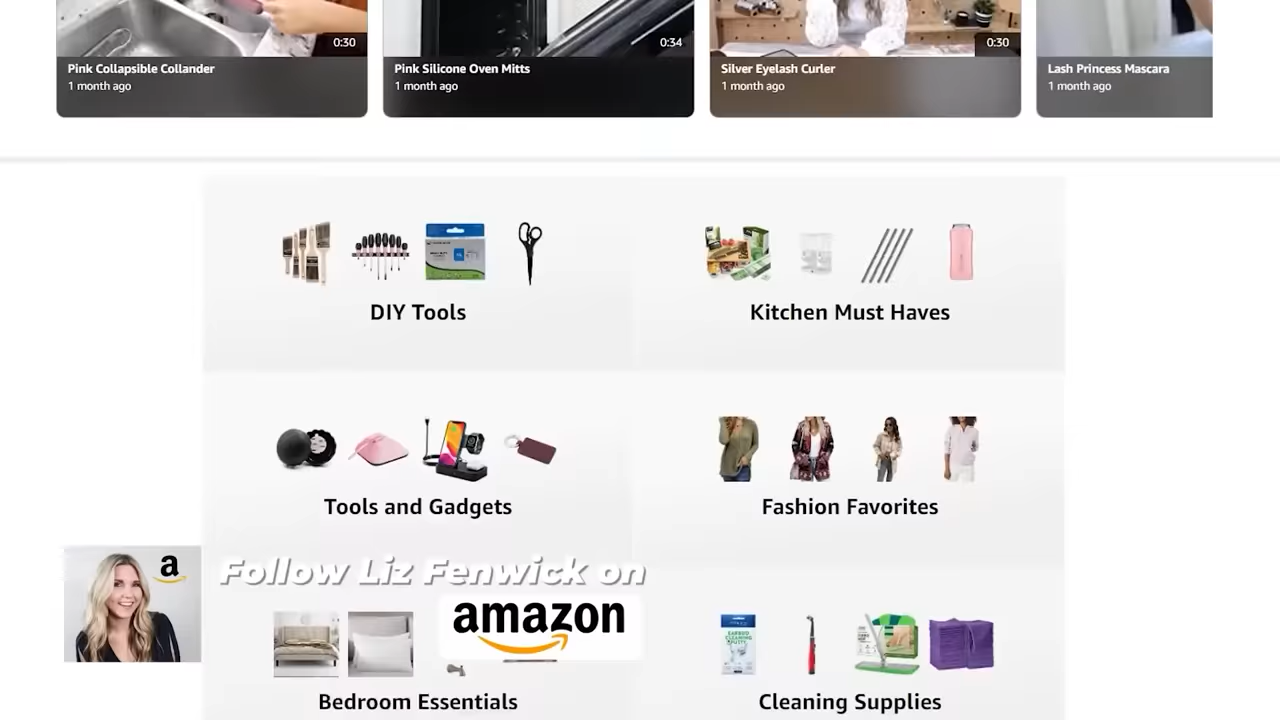 0:30
0:34
0:30
Pink Collapsible Collander
Pink Silicone Oven Mitts
Silver Eyelash Curler
Lash Princess Mascara
1 month ago
1 month ago
1 month ago
1 month ago
DIY Tools
Kitchen Must Haves
Tools and Gadgets
Fashion Favorites
a
Follow Liz Fenwick on
amazon
Bedroom Essentials
Cleaning Supplies